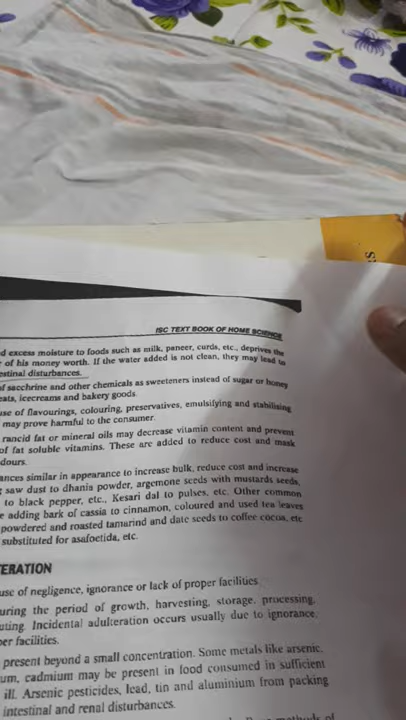 s
ISC TEXT BOOK OF HOME SCIENCE
d excess moisture to foods such as milk, paneer, curds, etc., deprives the
of his money worth. If the water added is not clean, they may lead to
estinal disturbances.
of sacchrine and other chemicals as sweeteners instead of sugar or honey
eats, icecreams and bakery goods.
use of flavourings, colouring, preservatives, emulsifying and stabilising
may prove harmful to the consumer.
rancid fat or mineral oils may decrease vitamin content and prevent
of fat soluble vitamins. These are added to reduce cost and mask
dours.
ances similar in appearance to increase bulk, reduce cost and increase
saw dust to dhania powder, argemone seeds with mustards seeds,
to black pepper, etc., Kesari dal to pulses, etc. Other common
e adding bark of cassia to cinnamon, coloured and used tea leaves
powdered and roasted tamarind and date seeds to coffee cocoa, etc
substituted for asafoetida, etc.
TERATION
use of negligence, ignorance or lack of proper facilities
uring the period of growth, harvesting, storage, processing,
uting. Incidental adulteration occurs usually due to ignorance,
per facilities.
present beyond a small concentration. Some metals like arsenic,
um, cadmium may be present in food consumed in sufficient
ill. Arsenic pesticides, lead, tin and aluminium from packing
intestinal and renal disturbances.
methods of